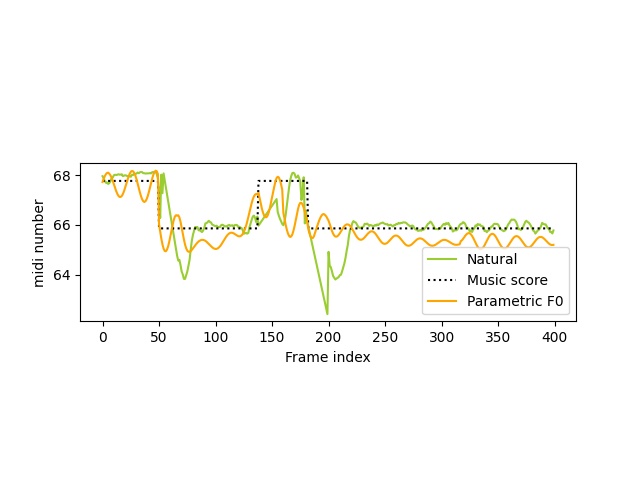 68
66
64
midi number
0 50 100 150 200 250 300 350 400
Frame index
Natural
Music score
Parametric F0